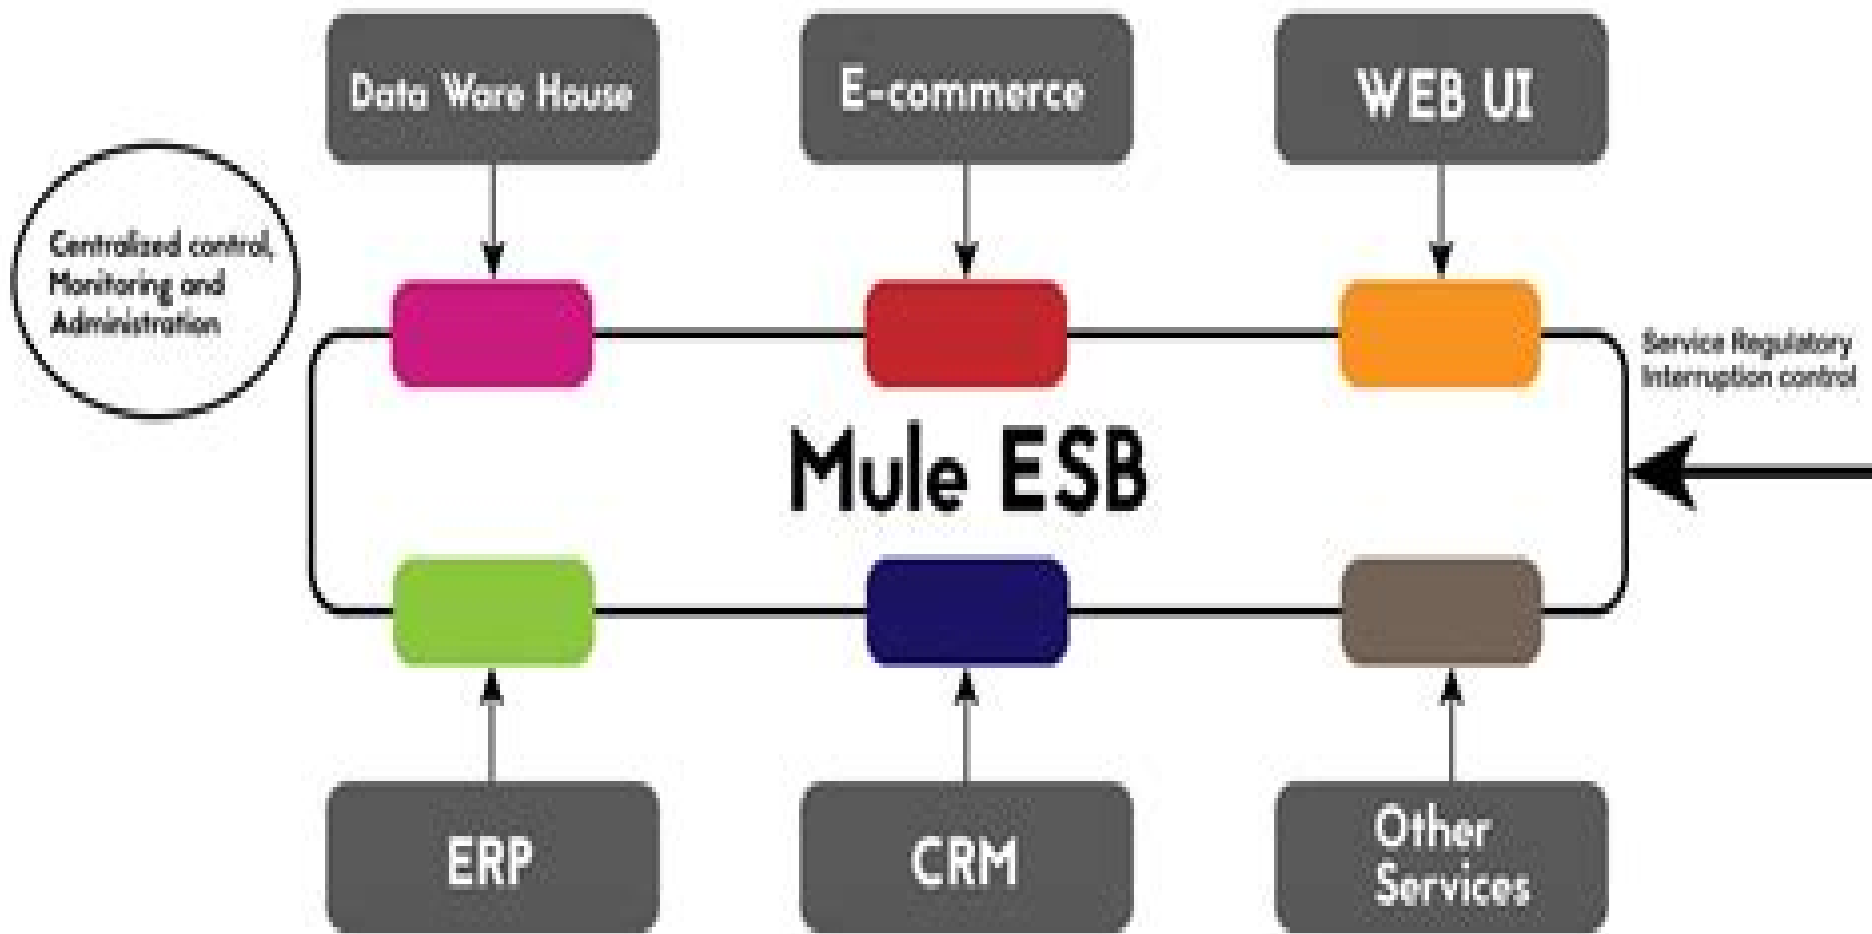 Data Ware House
E-commerce
WEB UI
Centralized control,
Monitoring and
Administration
Service Regulatory
Interruption control
Mule ESB
ERP
CRM
Other
Services